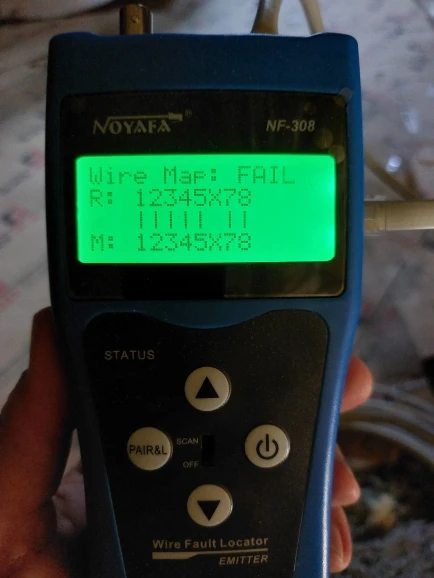 NOYAFA®
NF-308
Wire Map: FAIL
R: 12345X78
M: 12345X78
STATUS
PAIR&L
SCAN
OFF
Wire Fault Locator
EMITTER